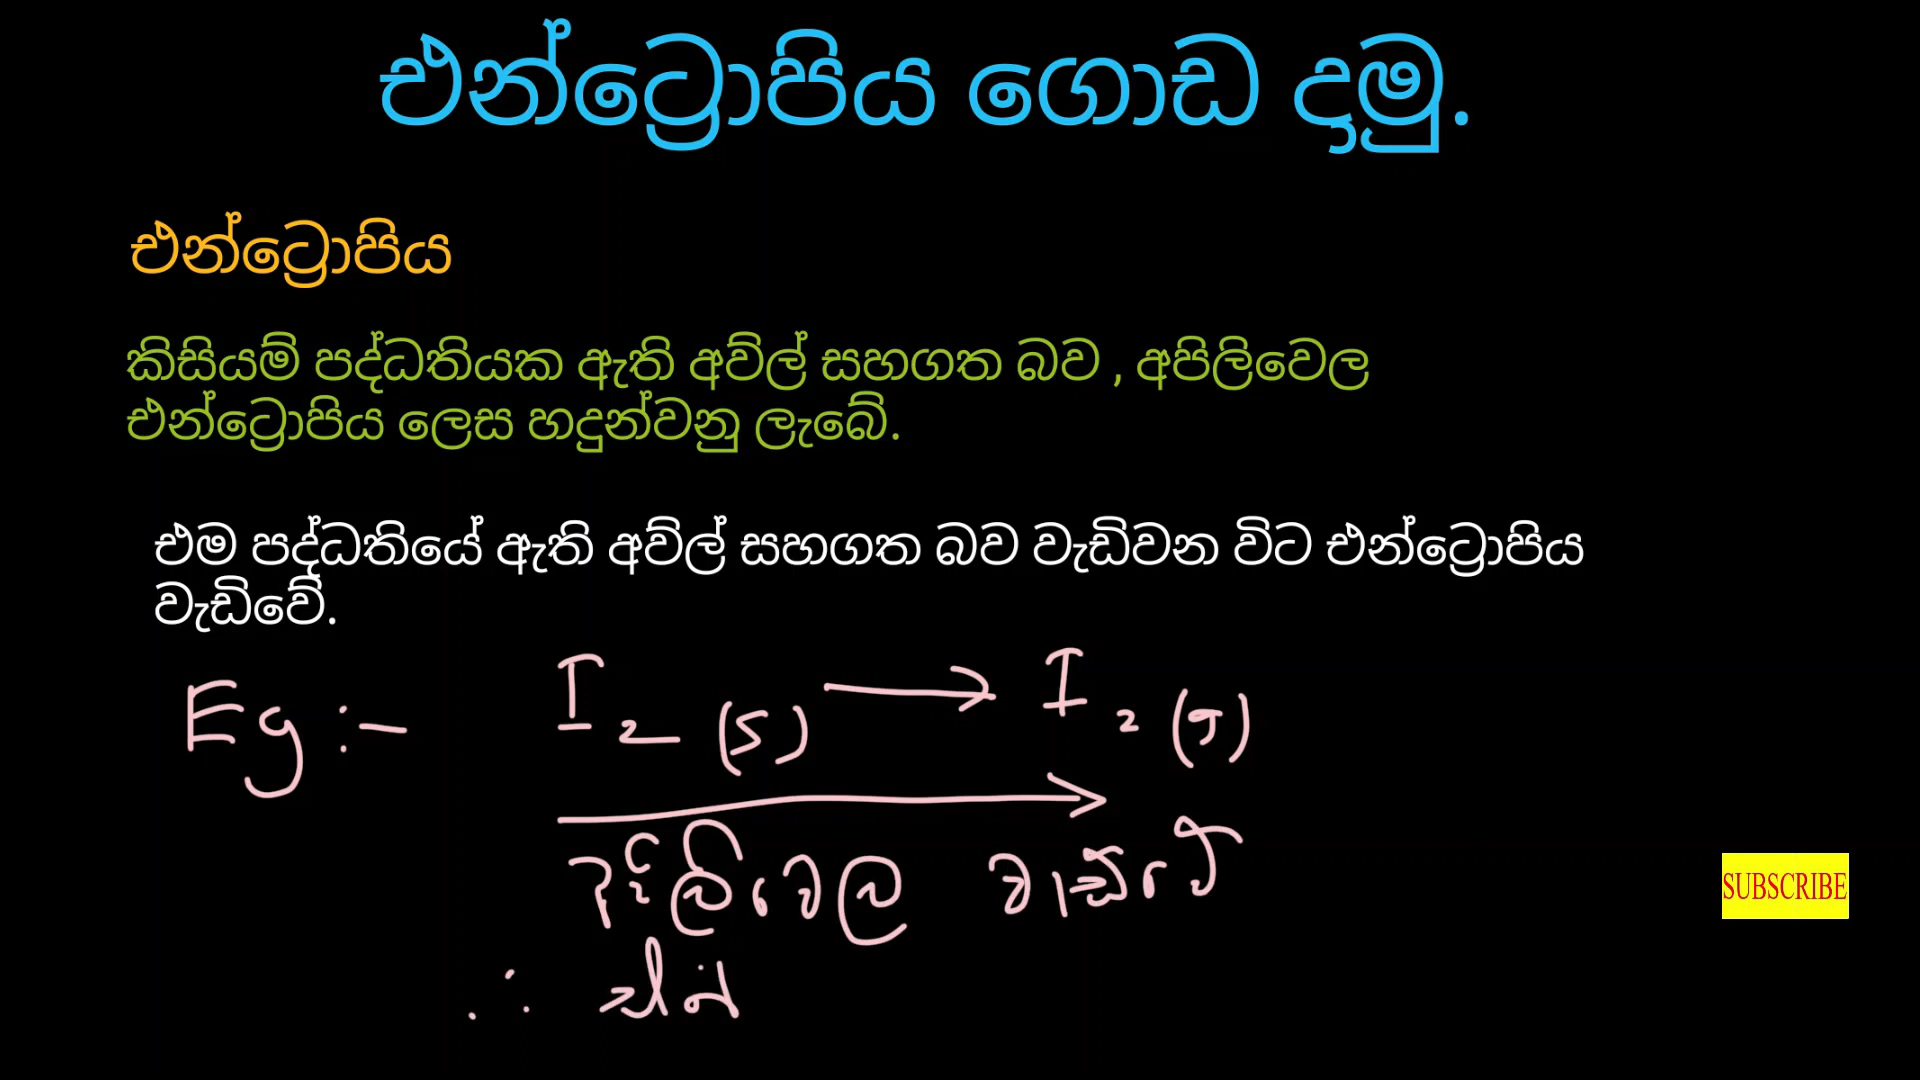 එන්ට්‍රොපිය ගොඩ දමු.
එන්ට්‍රොපිය
කිසියම් පද්ධතියක ඇති අවුල් සහගත බව , අපිලිවෙල
එන්ට්‍රොපිය ලෙස හඳුන්වනු ලැබේ.
එම පද්ධතියේ ඇති අවුල් සහගත බව වැඩිවන විට එන්ට්‍රොපිය
වැඩිවේ.
Eg :- I₂ (s) → I₂ (g)
∴ එන්
SUBSCRIBE